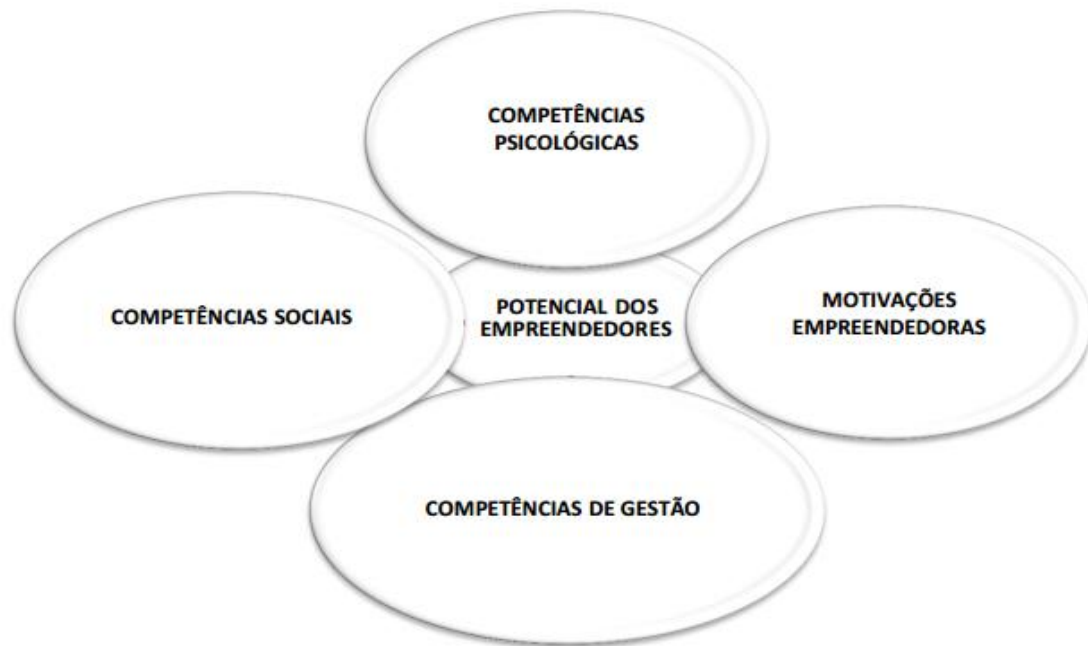 COMPETÊNCIAS
PSICOLÓGICAS
COMPETÊNCIAS SOCIAIS
POTENCIAL DOS
EMPREENDEDORES
MOTIVAÇÕES
EMPREENDEDORAS
COMPETÊNCIAS DE GESTÃO